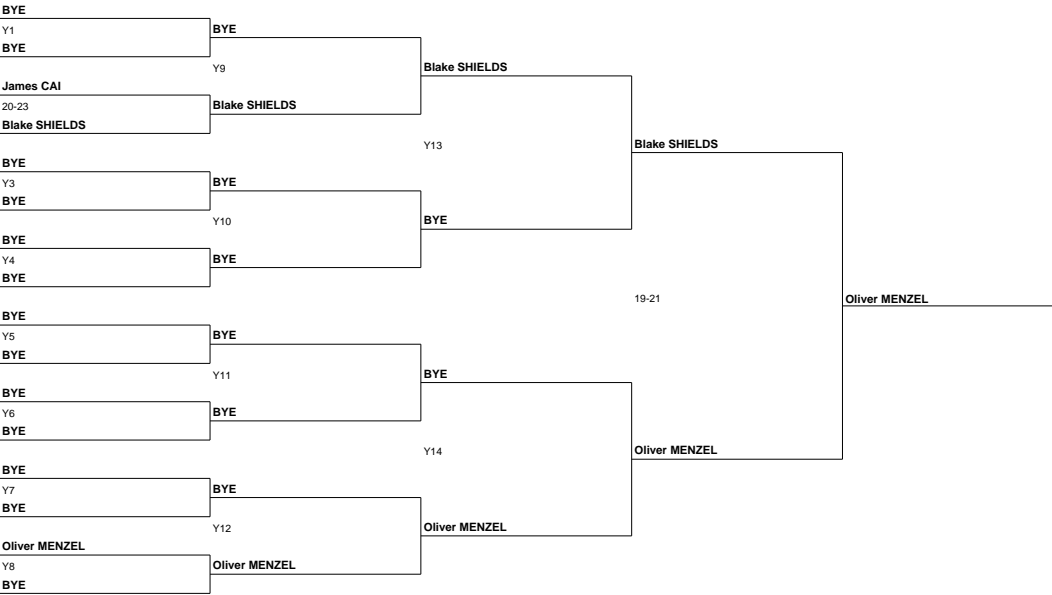 BYE
Y1
BYE
BYE
Y9
Blake SHIELDS
James CAI
20-23
Blake SHIELDS
Blake SHIELDS
Y13
Blake SHIELDS
BYE
Y3
BYE
BYE
Y10
BYE
BYE
Y4
BYE
BYE
19-21
Oliver MENZEL
BYE
Y5
BYE
BYE
Y11
BYE
BYE
Y6
BYE
BYE
Y14
Oliver MENZEL
BYE
Y7
BYE
BYE
Y12
Oliver MENZEL
Oliver MENZEL
Y8
Oliver MENZEL
BYE